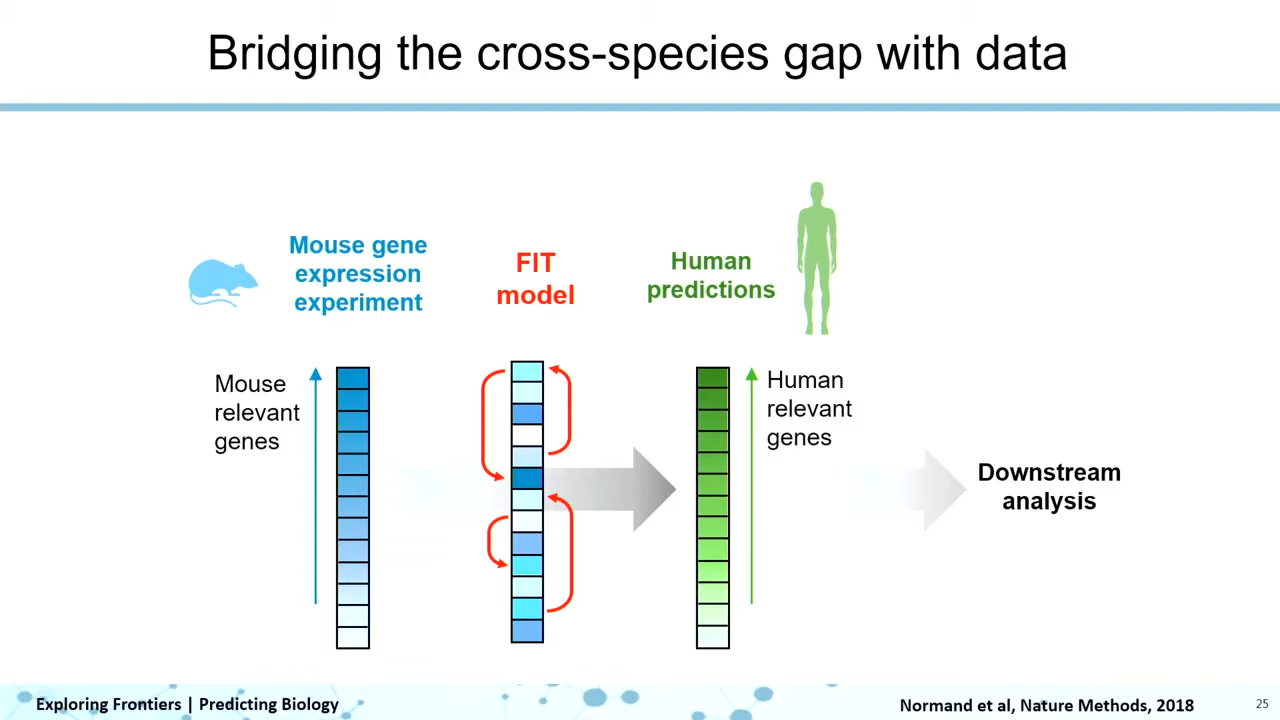 Bridging the cross-species gap with data
Mouse gene
expression
experiment
FIT
model
Human
predictions
Mouse
relevant
genes
Human
relevant
genes
Downstream
analysis
Exploring Frontiers | Predicting Biology
Normand et al, Nature Methods, 2018
25